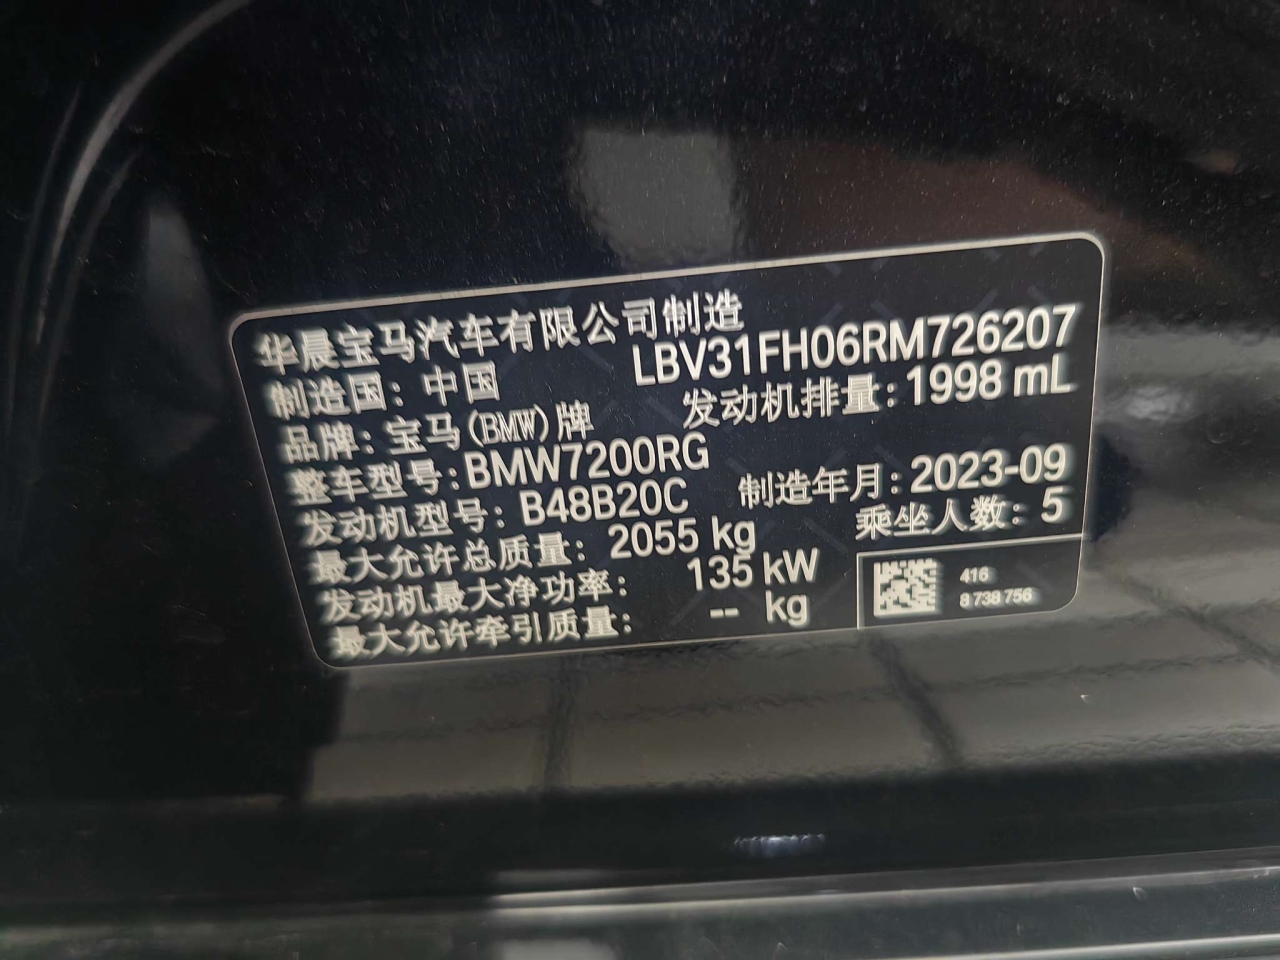 华晨宝马汽车有限公司制造
LBV31FH06RM726207
制造国：中国
发动机排量：1998 mL
品牌：宝马(BMW)牌
整车型号：BMW7200RG
制造年月：2023-09
发动机型号：B48B20C
乘坐人数：5
最大允许总质量：2055 kg
发动机最大净功率：135 kW
最大允许牵引质量：-- kg
416
8 738 756